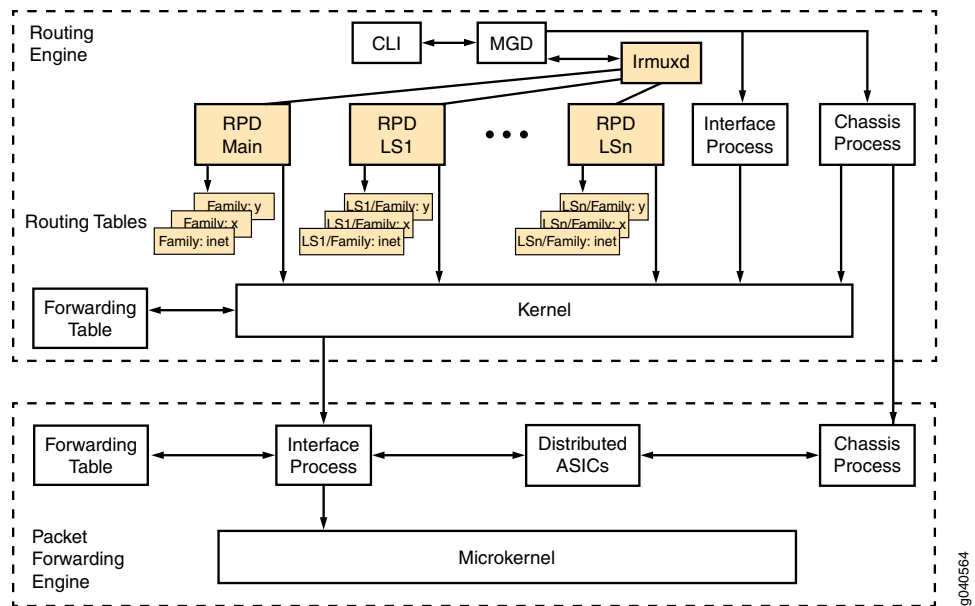 Routing
Engine
CLI
MGD
lrmuxd
RPD
Main
RPD
LS1
RPD
LSn
Interface
Process
Chassis
Process
Routing Tables
Family: y
Family: x
Family: inet
LS1/Family: y
LS1/Family: x
LS1/Family: inet
LSn/Family: y
LSn/Family: x
LSn/Family: inet
Forwarding
Table
Kernel
Forwarding
Table
Interface
Process
Distributed
ASICs
Chassis
Process
Packet
Forwarding
Engine
Microkernel
g040564